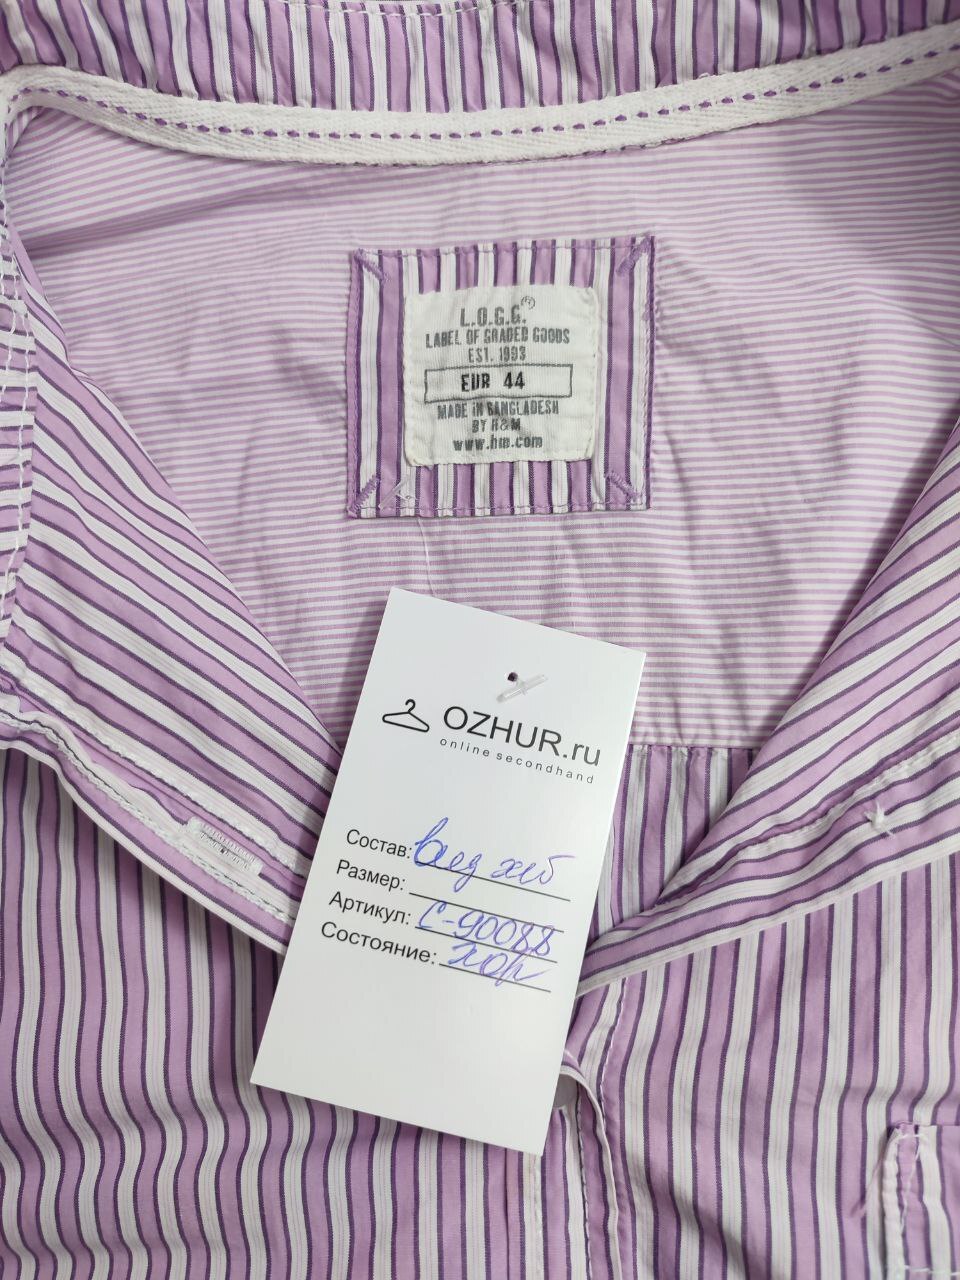 L.O.G.G.®
LABEL OF GRADED GOODS
EST. 1993
EUR 44
MADE IN BANGLADESH
BY H&M
www.hm.com
OZHUR.ru
online secondhand
Состав: хб
Размер:
Артикул: С-90088
Состояние: хор